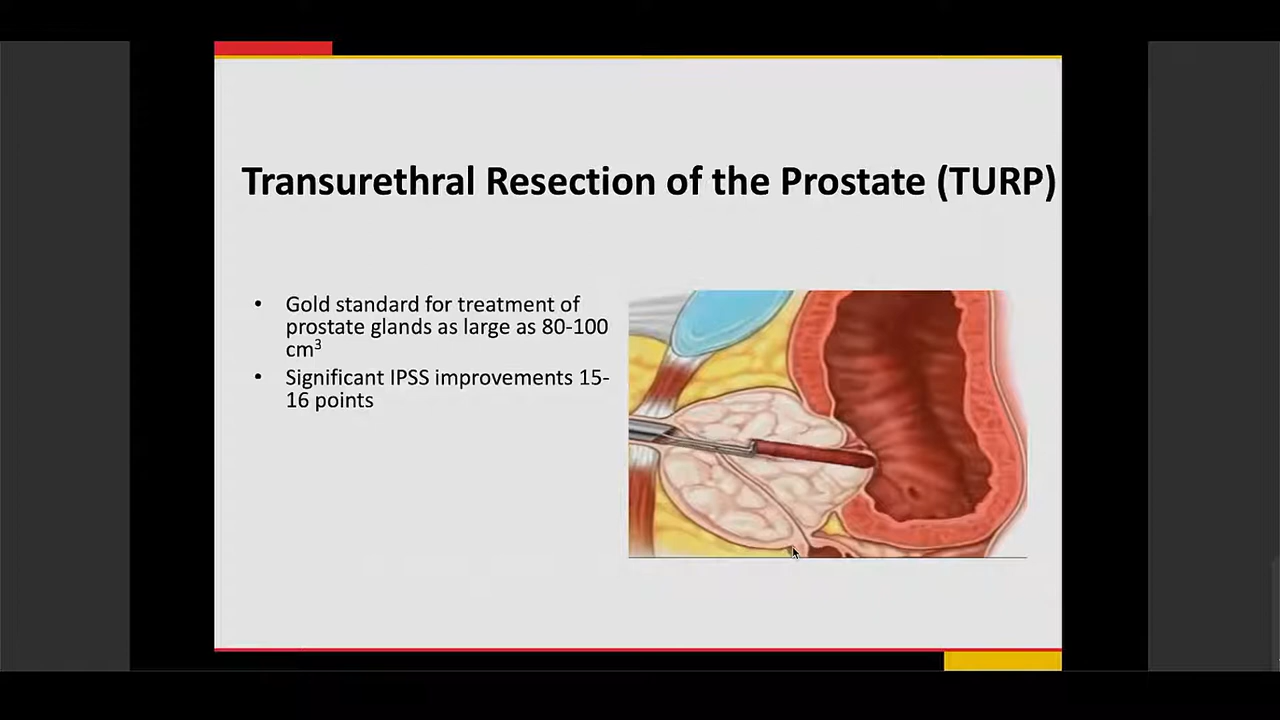 Transurethral Resection of the Prostate (TURP)
• Gold standard for treatment of
prostate glands as large as 80-100
cm³
• Significant IPSS improvements 15-
16 points